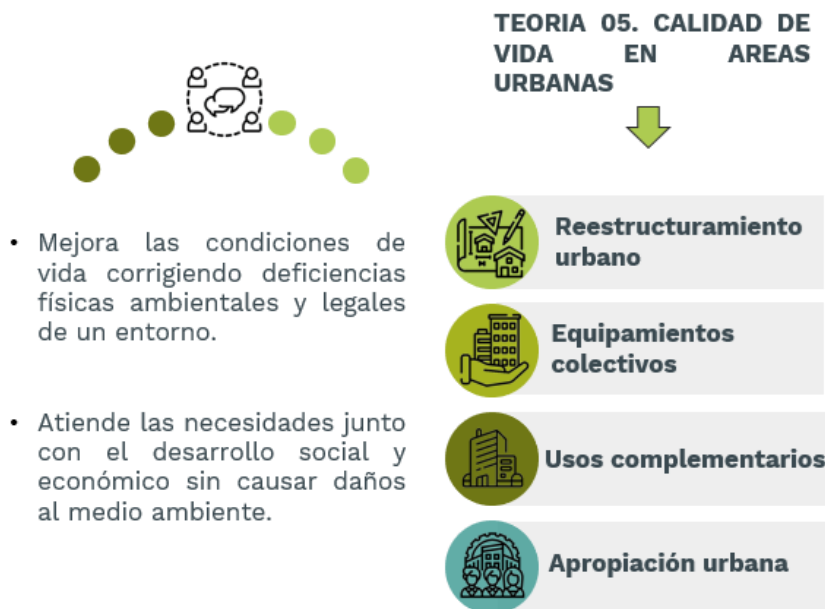 TEORIA 05. CALIDAD DE
VIDA EN AREAS
URBANAS
• Mejora las condiciones de
vida corrigiendo deficiencias
físicas ambientales y legales
de un entorno.
• Atiende las necesidades junto
con el desarrollo social y
económico sin causar daños
al medio ambiente.
Reestructuramiento
urbano
Equipamientos
colectivos
Usos complementarios
Apropiación urbana